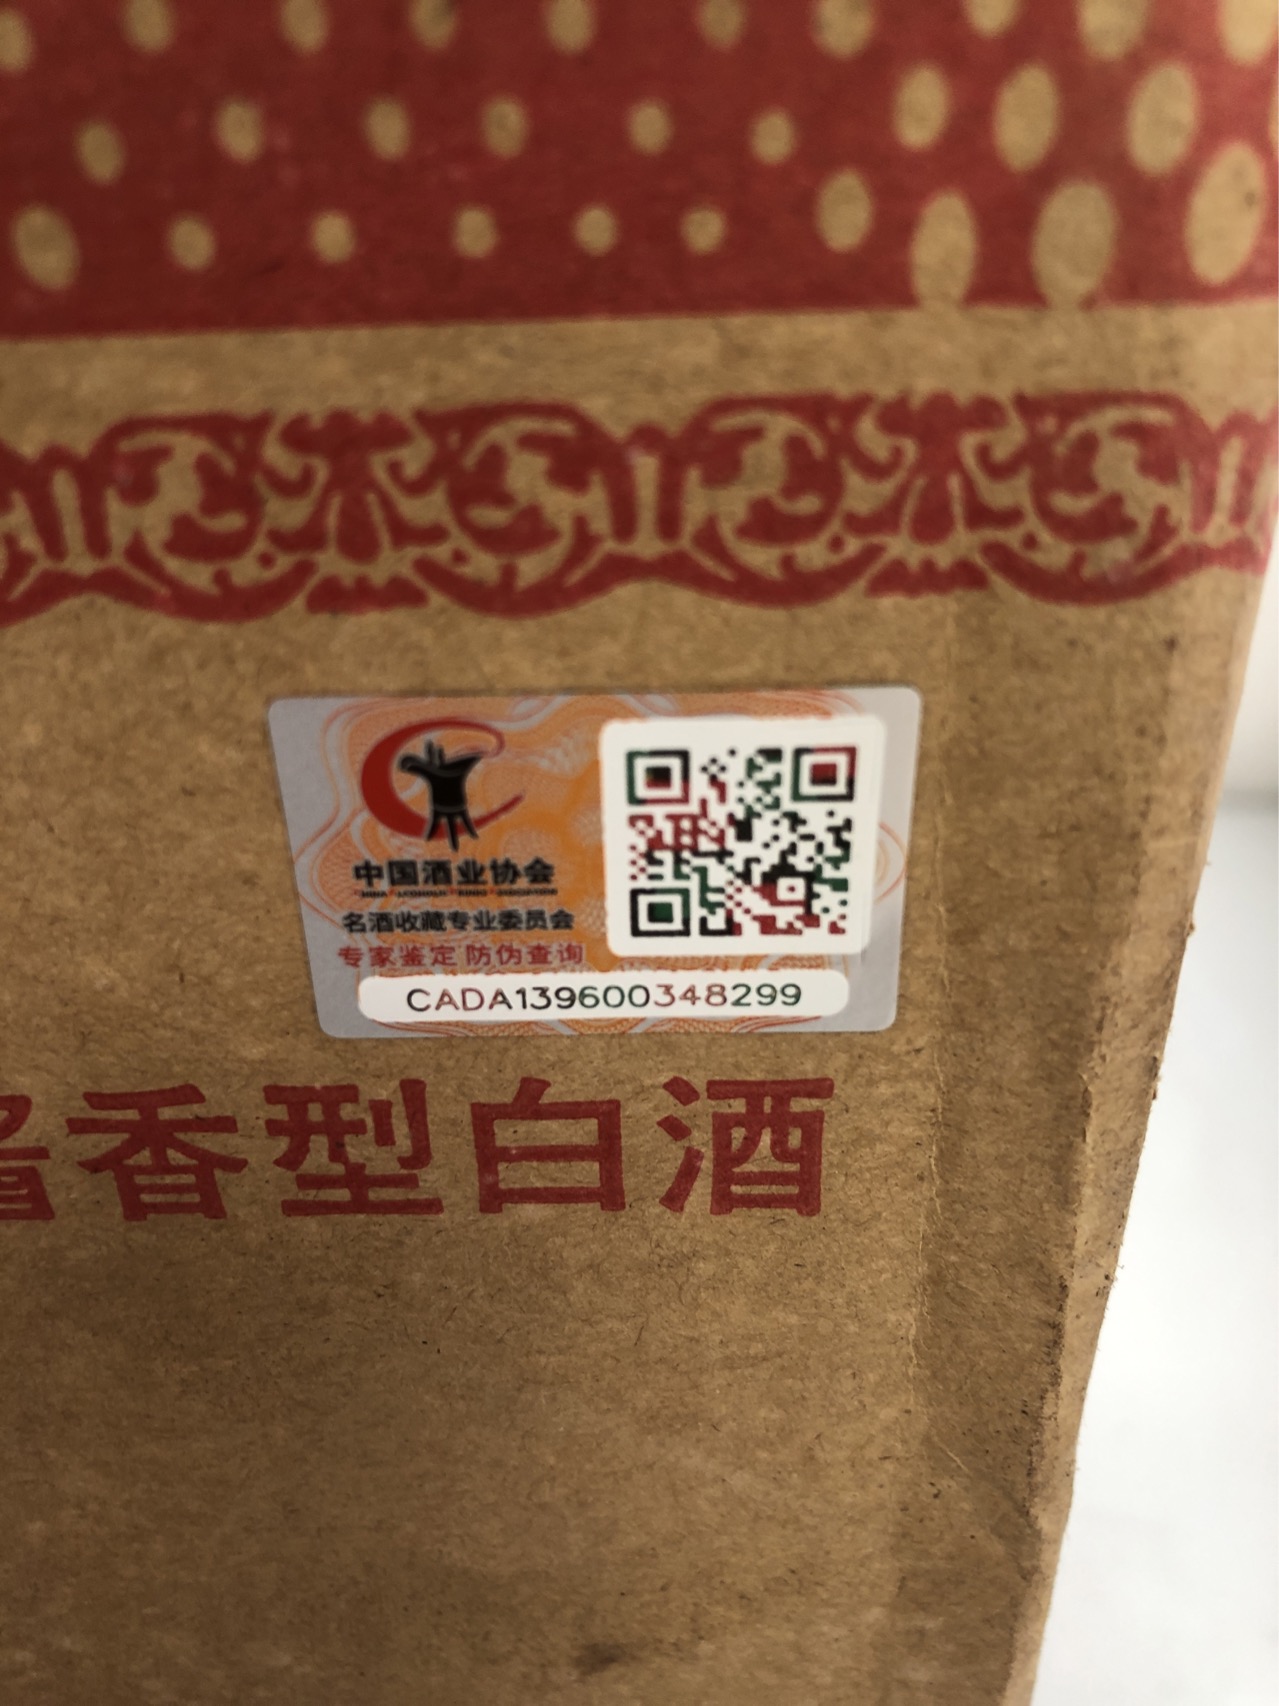 中国酒业协会
名酒收藏专业委员会
专家鉴定 防伪查询
CADA139600348299
酱香型白酒